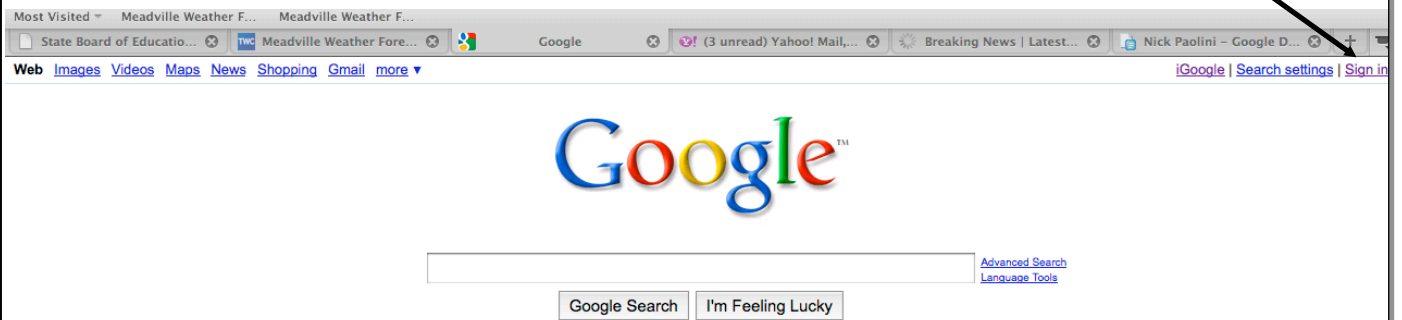 Most Visited Meadville Weather F... Meadville Weather F...
State Board of Educatio... TWC Meadville Weather Fore... Google (3 unread) Yahoo! Mail,... Breaking News | Latest... Nick Paolini – Google D...
Web Images Videos Maps News Shopping Gmail more iGoogle | Search settings | Sign in
Google TM
Advanced Search
Language Tools
Google Search I'm Feeling Lucky